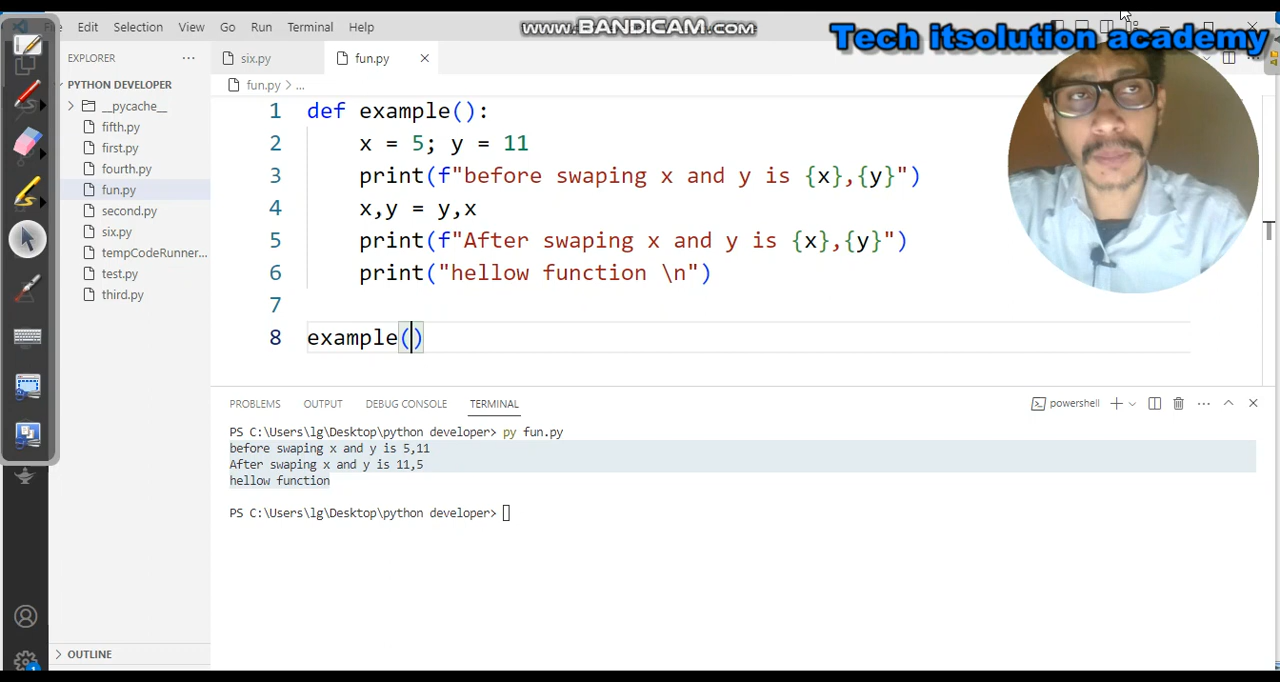 File Edit Selection View Go Run Terminal Help
www.BANDICAM.com
Tech itsolution academy
EXPLORER
six.py
fun.py
PYTHON DEVELOPER
fun.py > ...
__pycache__
fifth.py
first.py
fourth.py
fun.py
second.py
six.py
tempCodeRunner...
test.py
third.py
OUTLINE
1 def example():
2 x = 5; y = 11
3 print(f"before swaping x and y is {x},{y}")
4 x,y = y,x
5 print(f"After swaping x and y is {x},{y}")
6 print("hellow function \n")
7
8 example()
PROBLEMS OUTPUT DEBUG CONSOLE TERMINAL
powershell
PS C:\Users\lg\Desktop\python developer> py fun.py
before swaping x and y is 5,11
After swaping x and y is 11,5
hellow function
PS C:\Users\lg\Desktop\python developer>